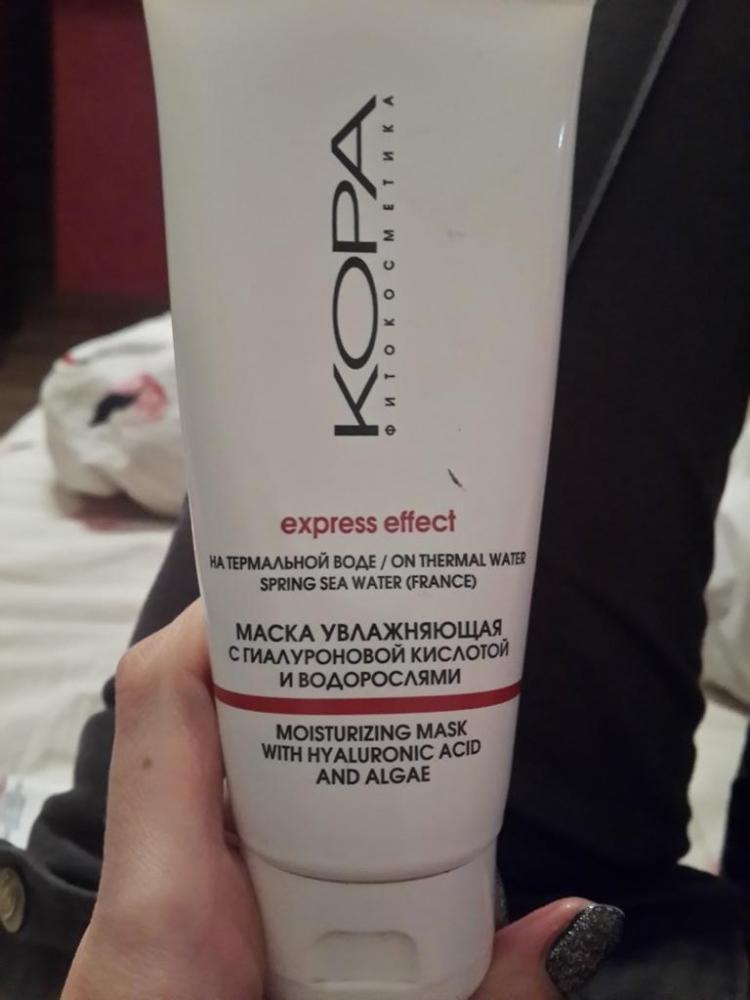 КОРА
ФИТОКОСМЕТИКА
express effect
НА ТЕРМАЛЬНОЙ ВОДЕ / ON THERMAL WATER
SPRING SEA WATER (FRANCE)
МАСКА УВЛАЖНЯЮЩАЯ
С ГИАЛУРОНОВОЙ КИСЛОТОЙ
И ВОДОРОСЛЯМИ
MOISTURIZING MASK
WITH HYALURONIC ACID
AND ALGAE